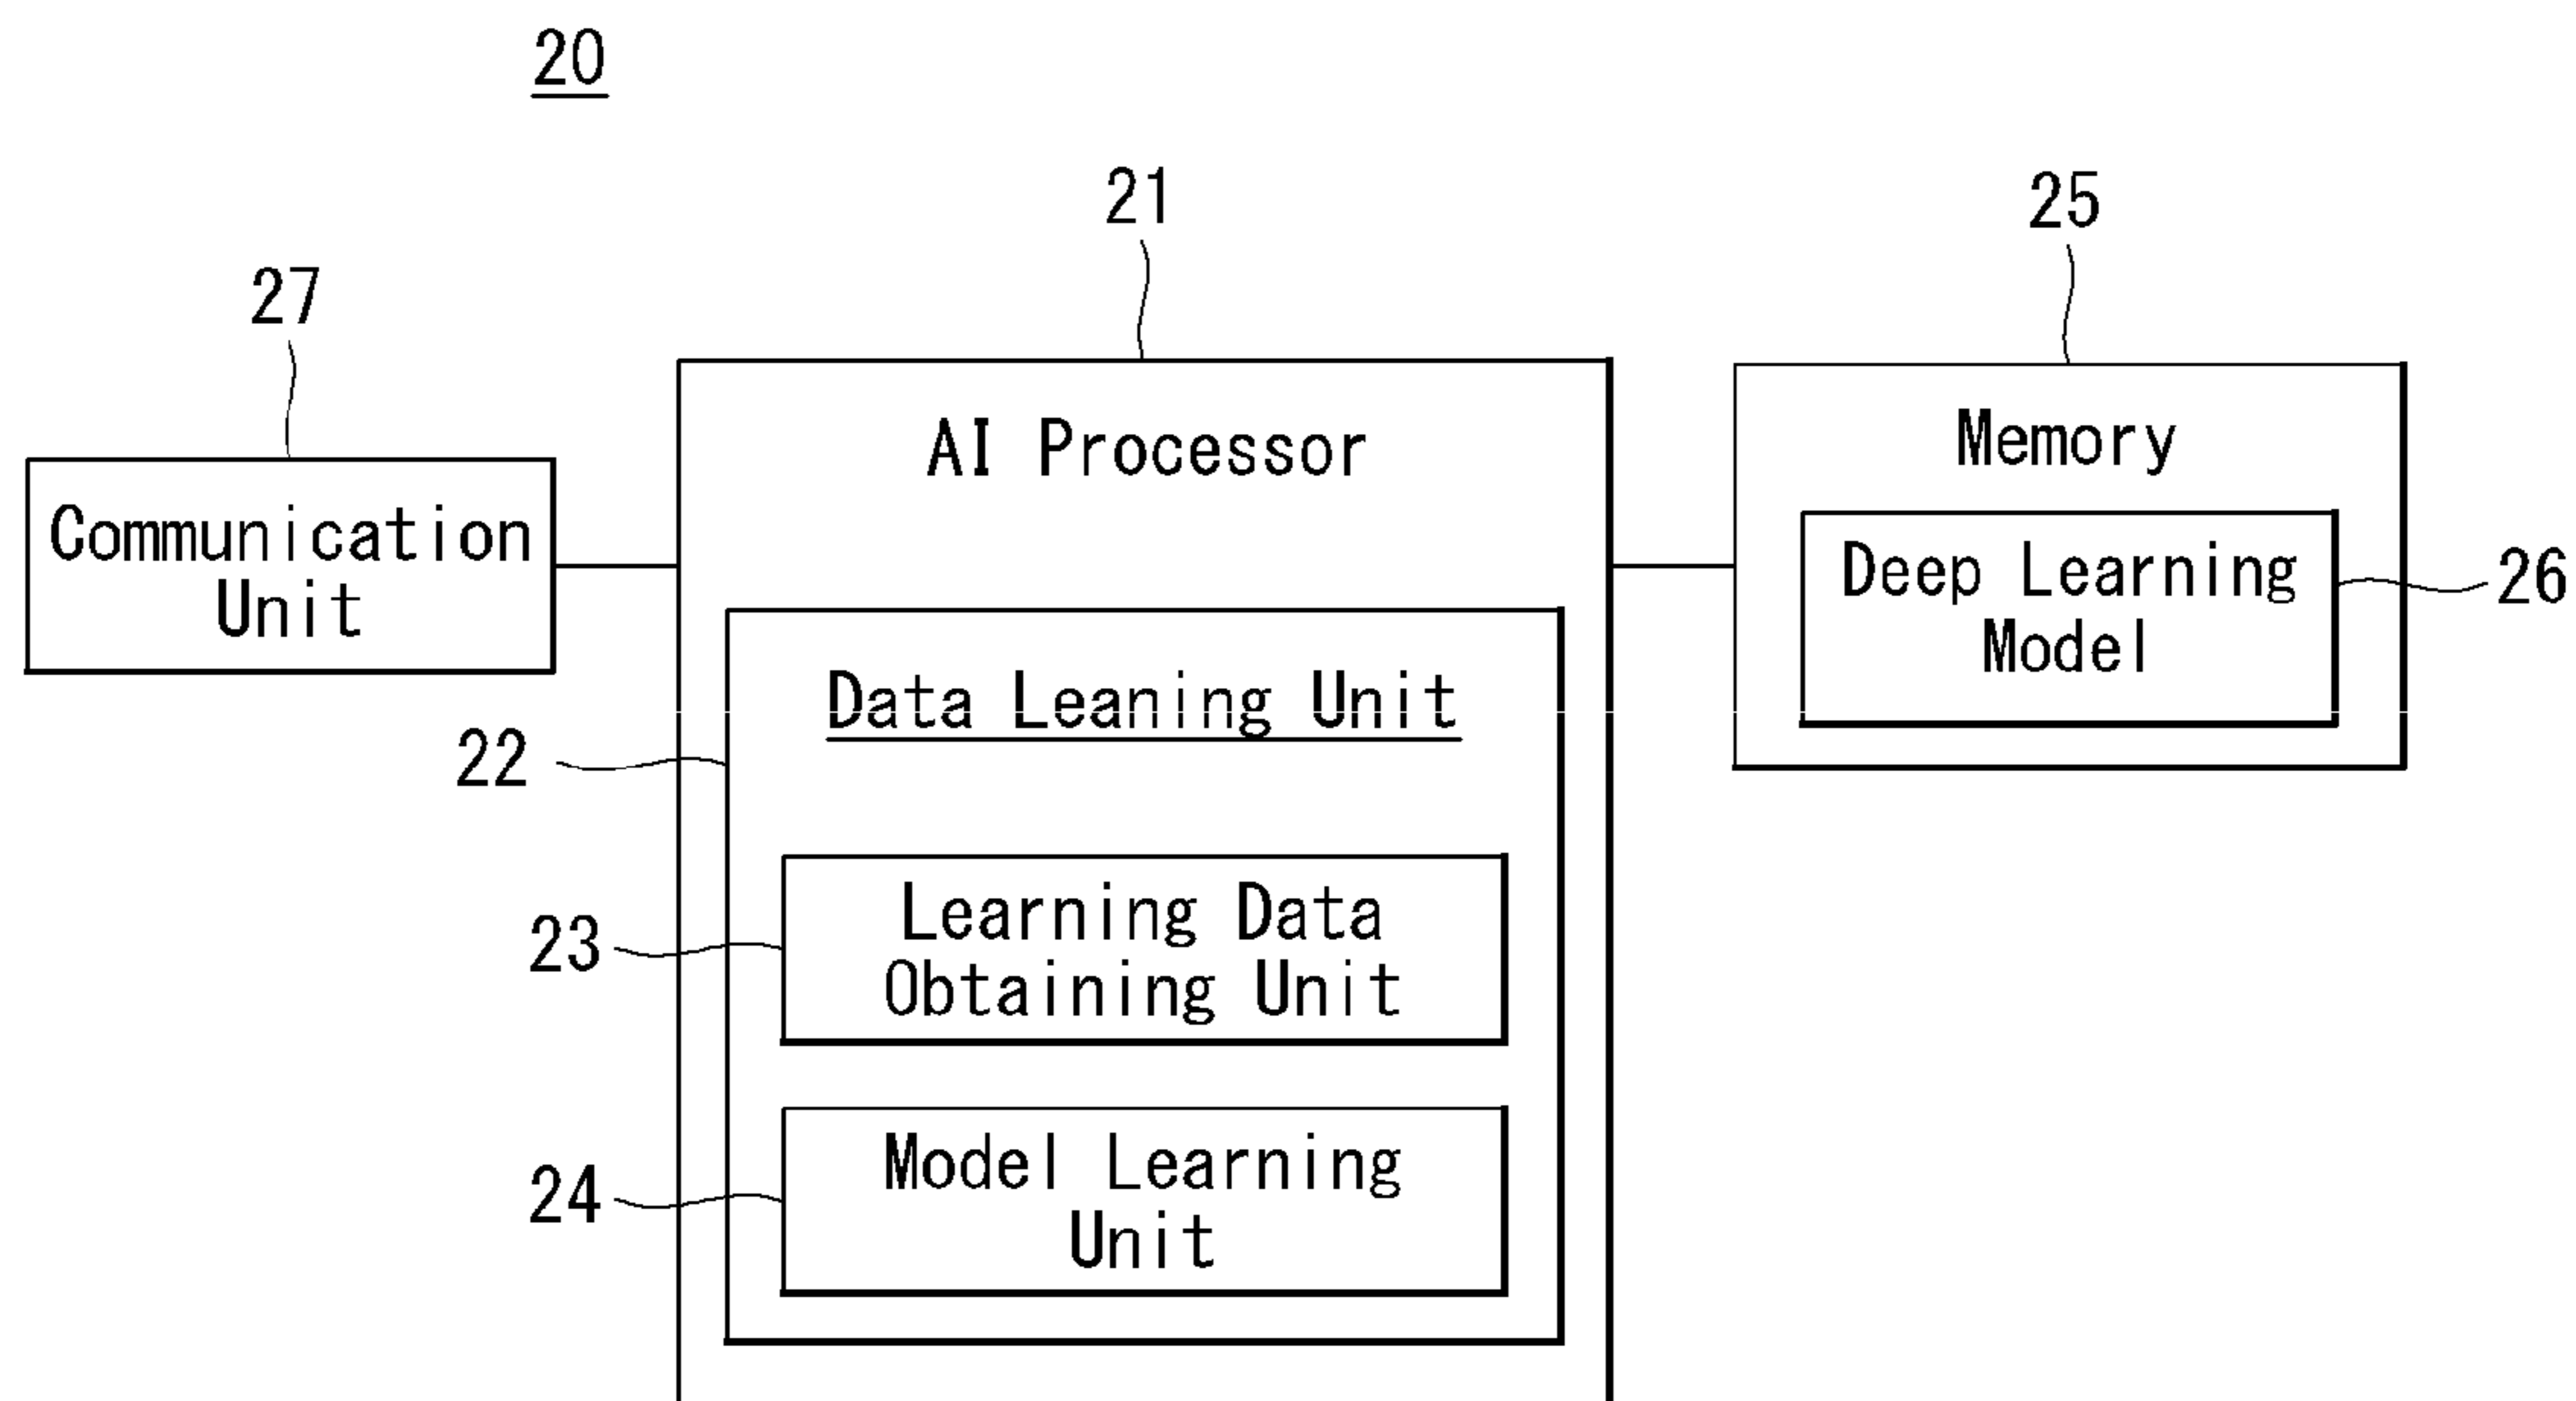 20
21
25
27
AI Processor
Memory
Communication
Unit
Deep Learning
Model
26
Data Leaning Unit
22
Learning Data
Obtaining Unit
23
Model Learning
Unit
24